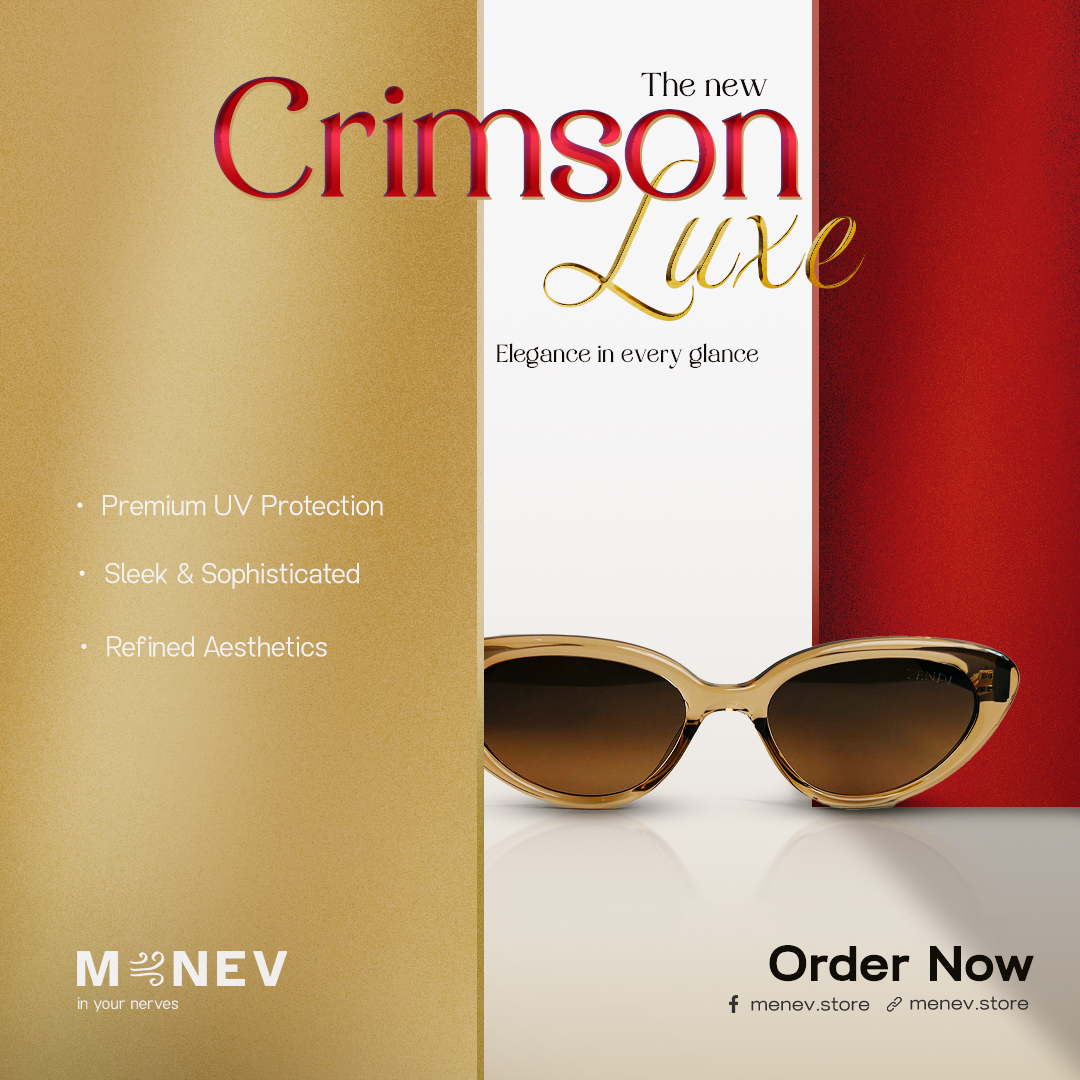 The new
Crimson
Luxe
Elegance in every glance
• Premium UV Protection
• Sleek & Sophisticated
• Refined Aesthetics
FENDI
MENEV
in your nerves
Order Now
menev.store menev.store